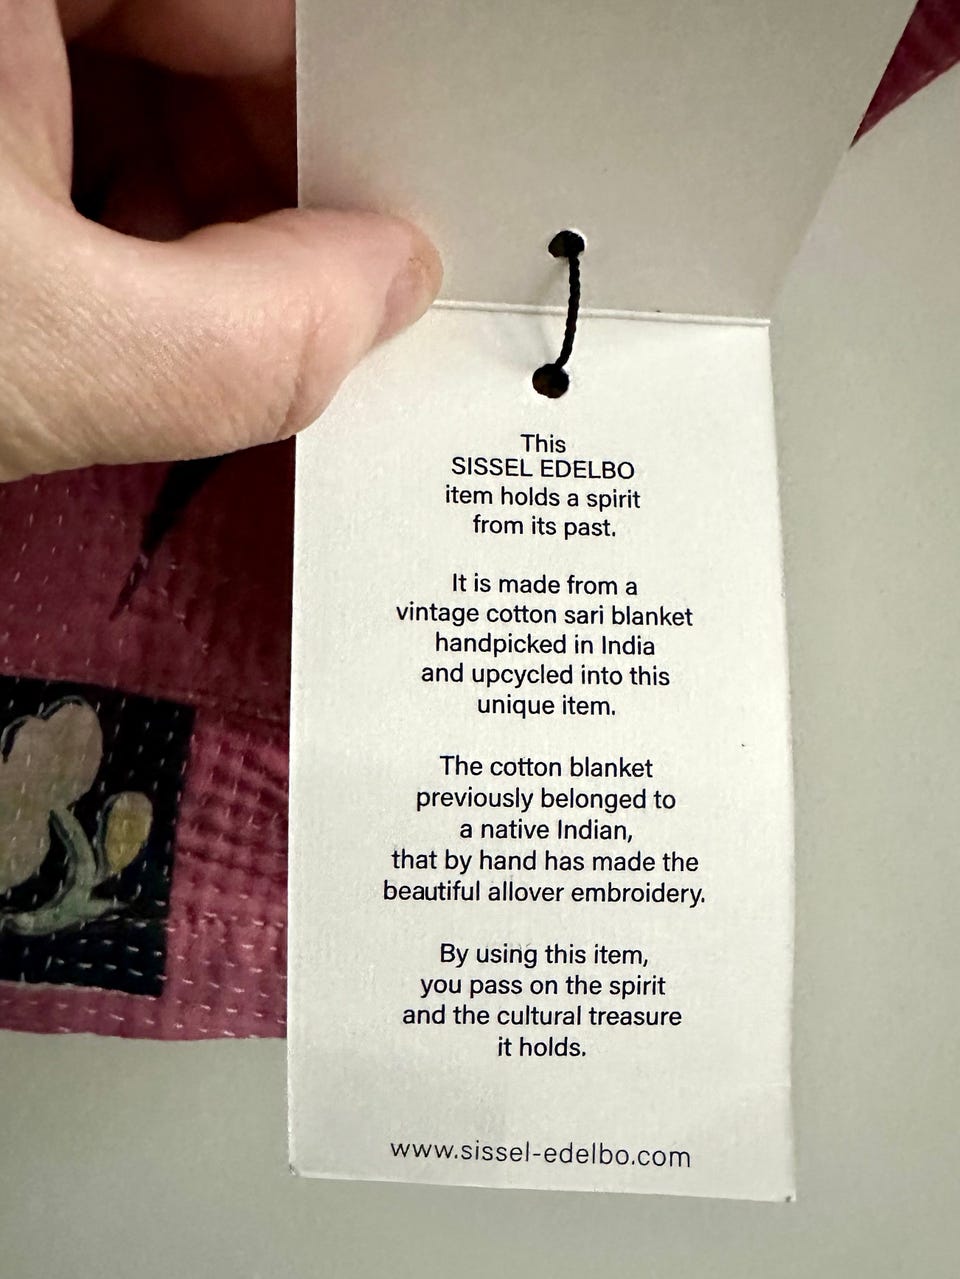 This
SISSEL EDELBO
item holds a spirit
from its past.
It is made from a
vintage cotton sari blanket
handpicked in India
and upcycled into this
unique item.
The cotton blanket
previously belonged to
a native Indian,
that by hand has made the
beautiful allover embroidery.
By using this item,
you pass on the spirit
and the cultural treasure
it holds.
www.sissel-edelbo.com